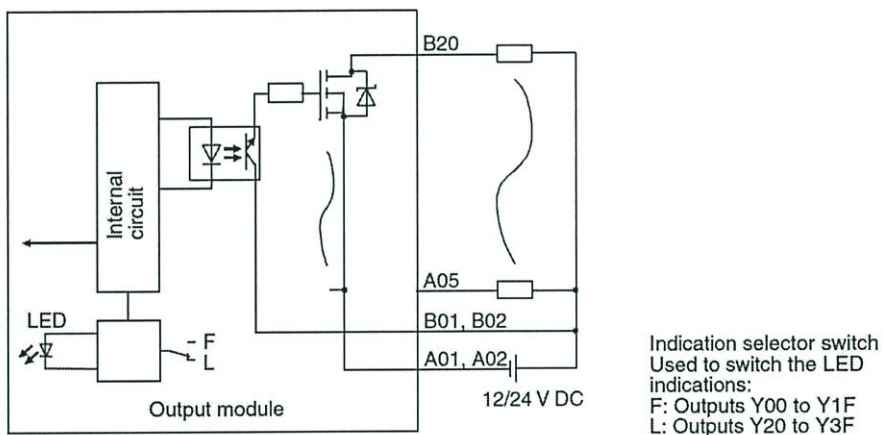 B20
Internal
circuit
A05
LED
B01, B02
F
L
A01, A02
12/24 V DC
Output module
Indication selector switch
Used to switch the LED
indications:
F: Outputs Y00 to Y1F
L: Outputs Y20 to Y3F